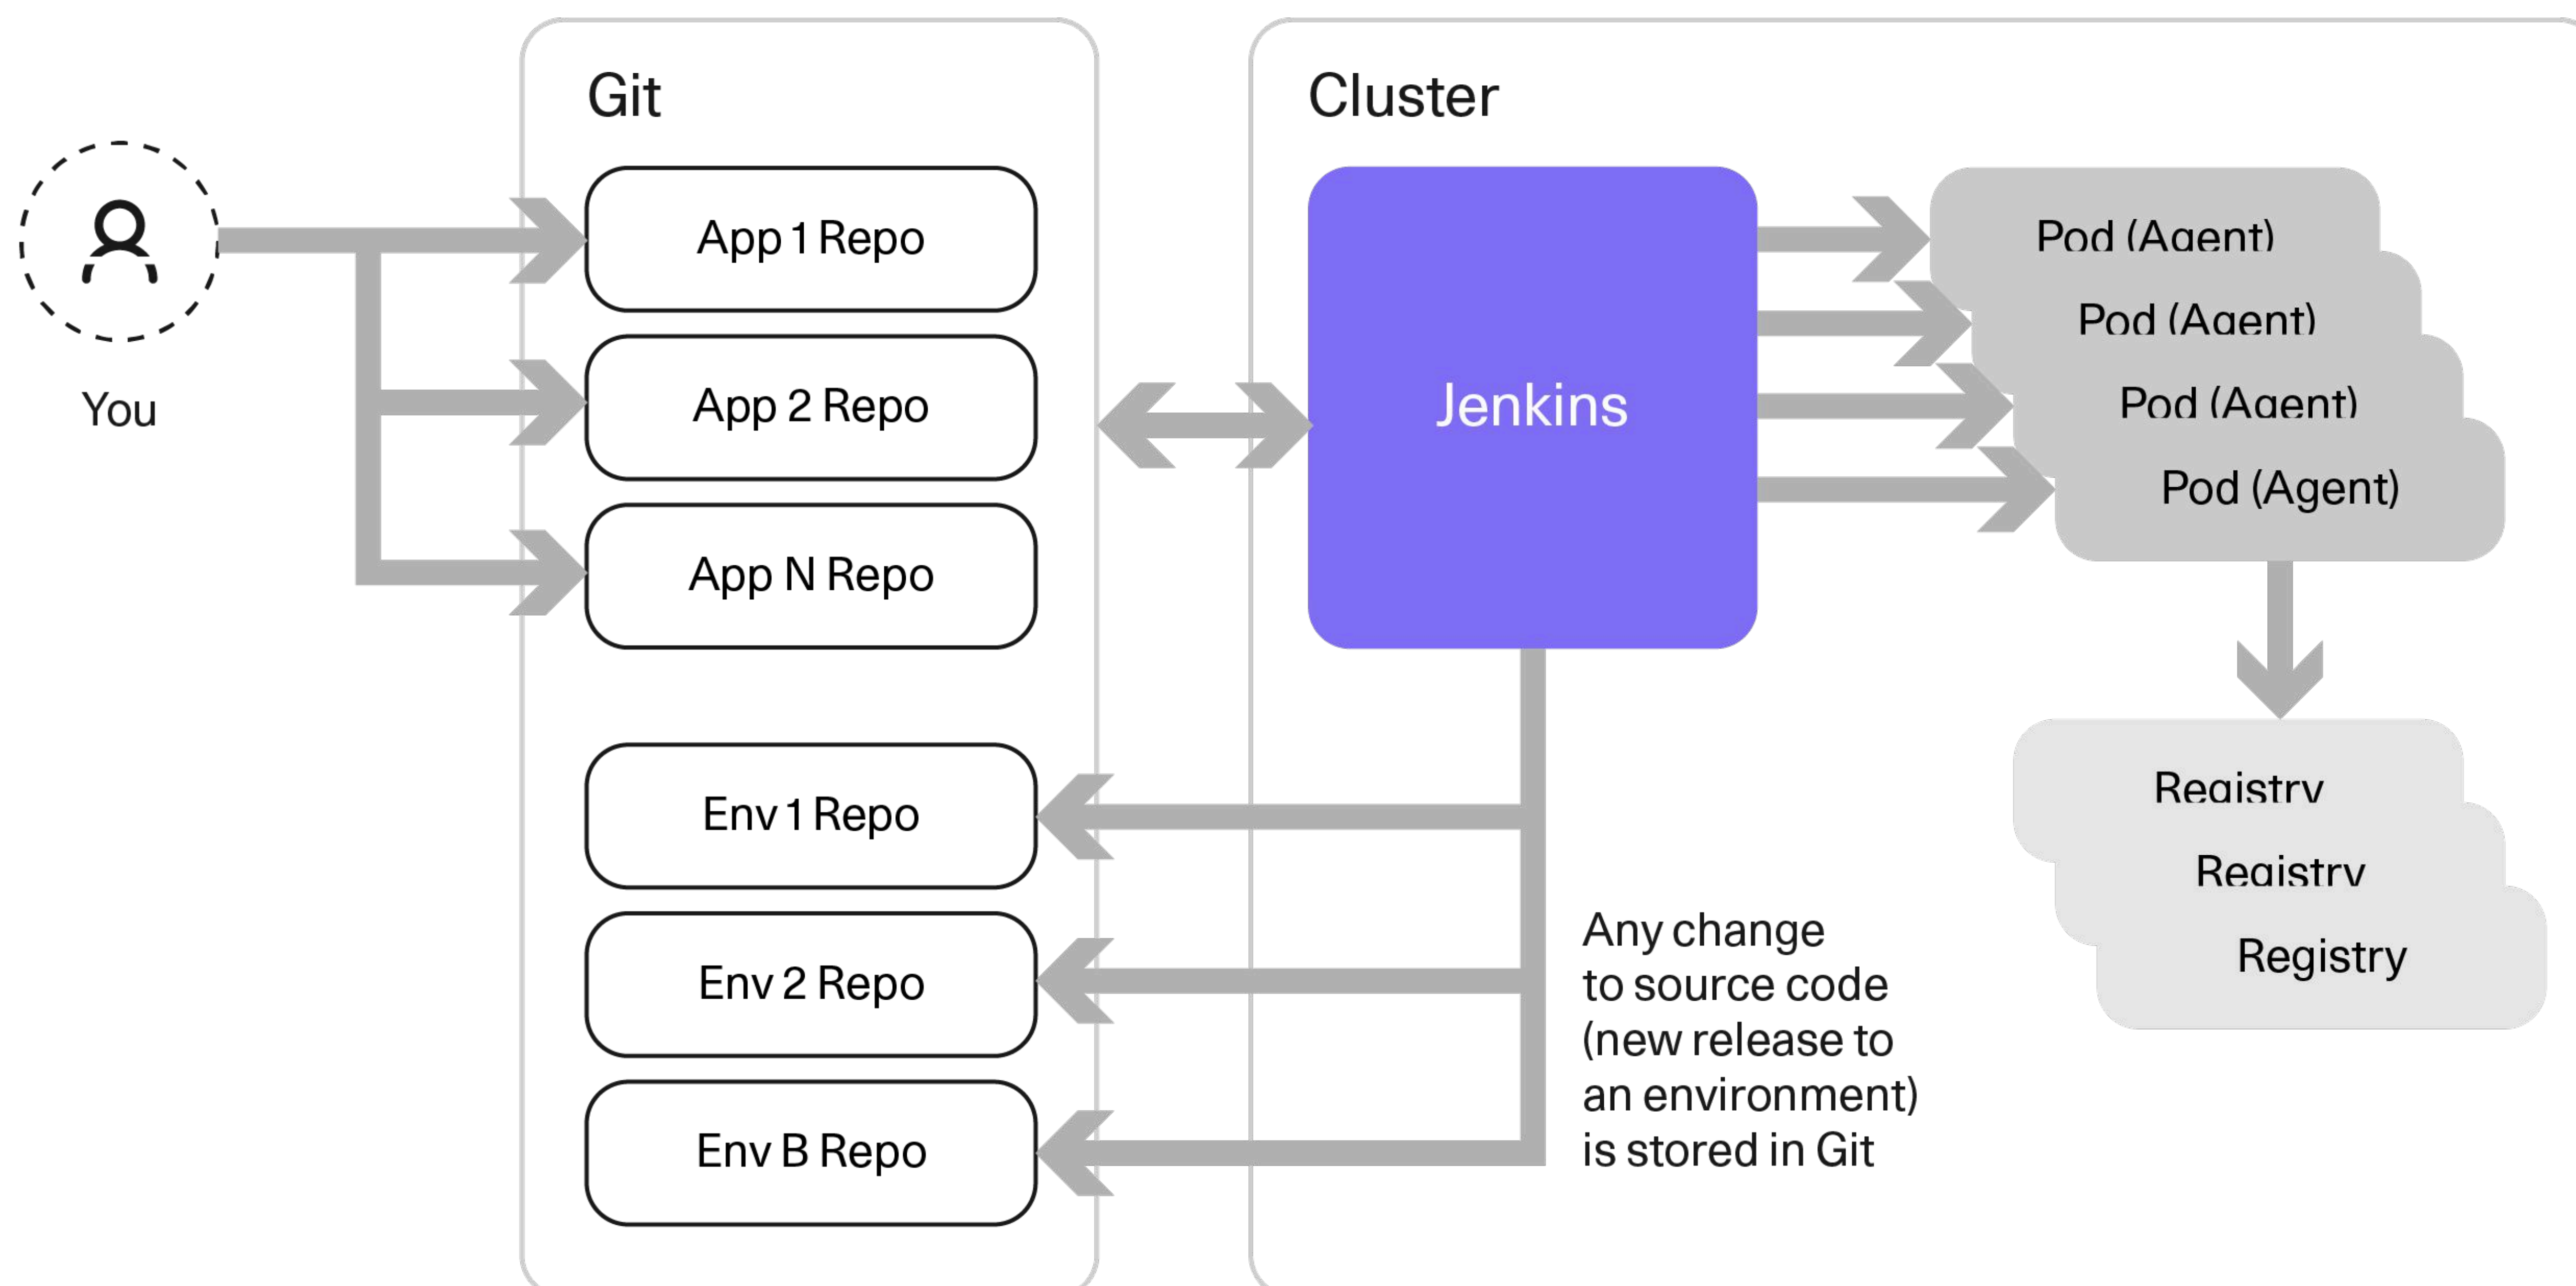 Git
Cluster
You
App 1 Repo
App 2 Repo
App N Repo
Env 1 Repo
Env 2 Repo
Env B Repo
Jenkins
Pod (Agent)
Pod (Agent)
Pod (Agent)
Pod (Agent)
Registry
Registry
Registry
Any change
to source code
(new release to
an environment)
is stored in Git